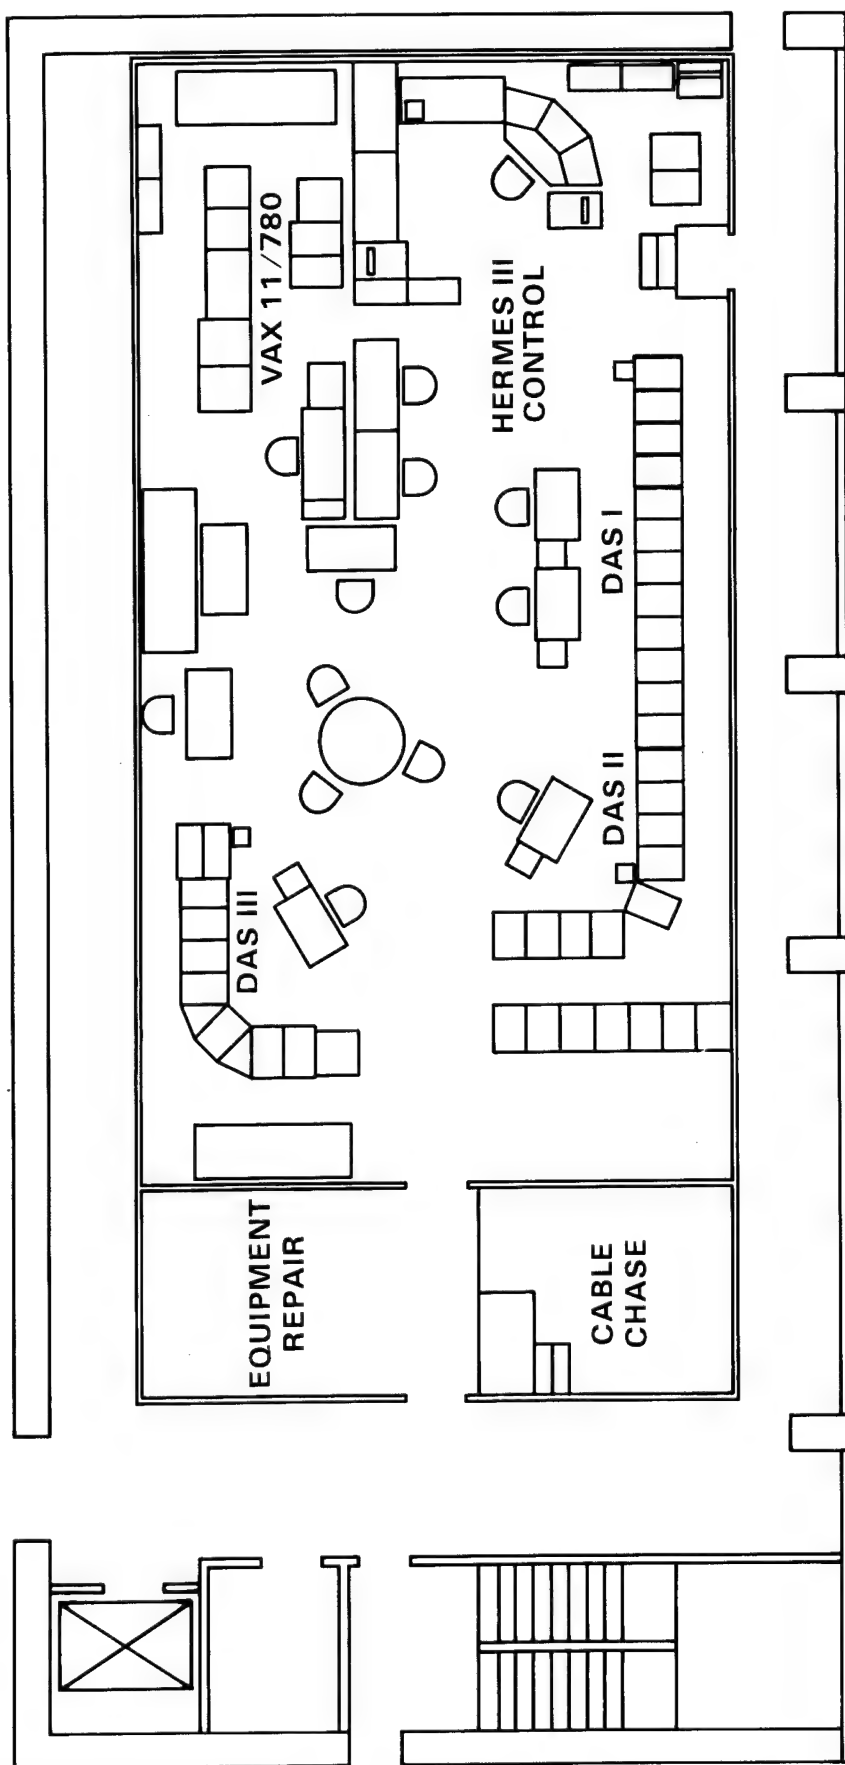 EQUIPMENT
REPAIR
DAS III
VAX 11/780
CABLE
CHASE
DAS II
DAS I
HERMES III
CONTROL